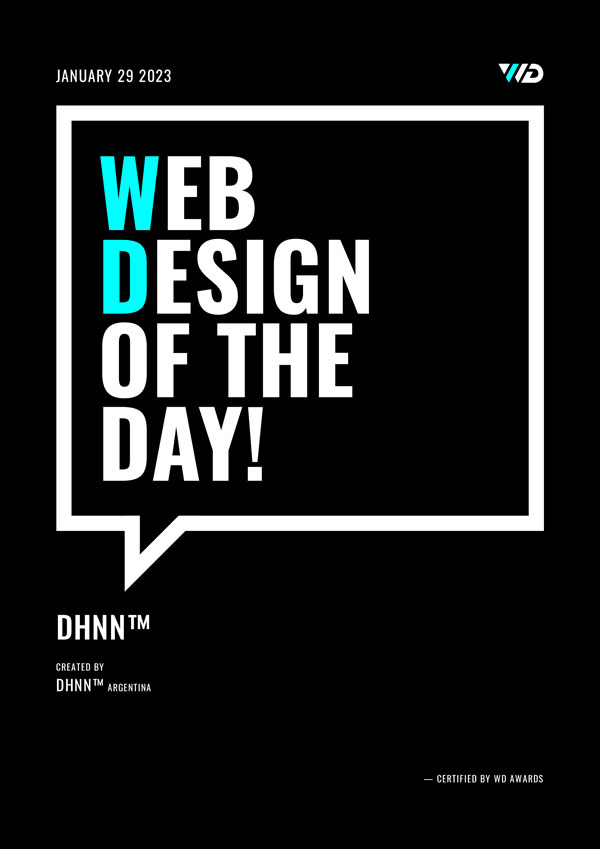 JANUARY 29 2023
WD
WEB
DESIGN
OF THE
DAY!
DHNN™
CREATED BY
DHNN™ ARGENTINA
— CERTIFIED BY WD AWARDS